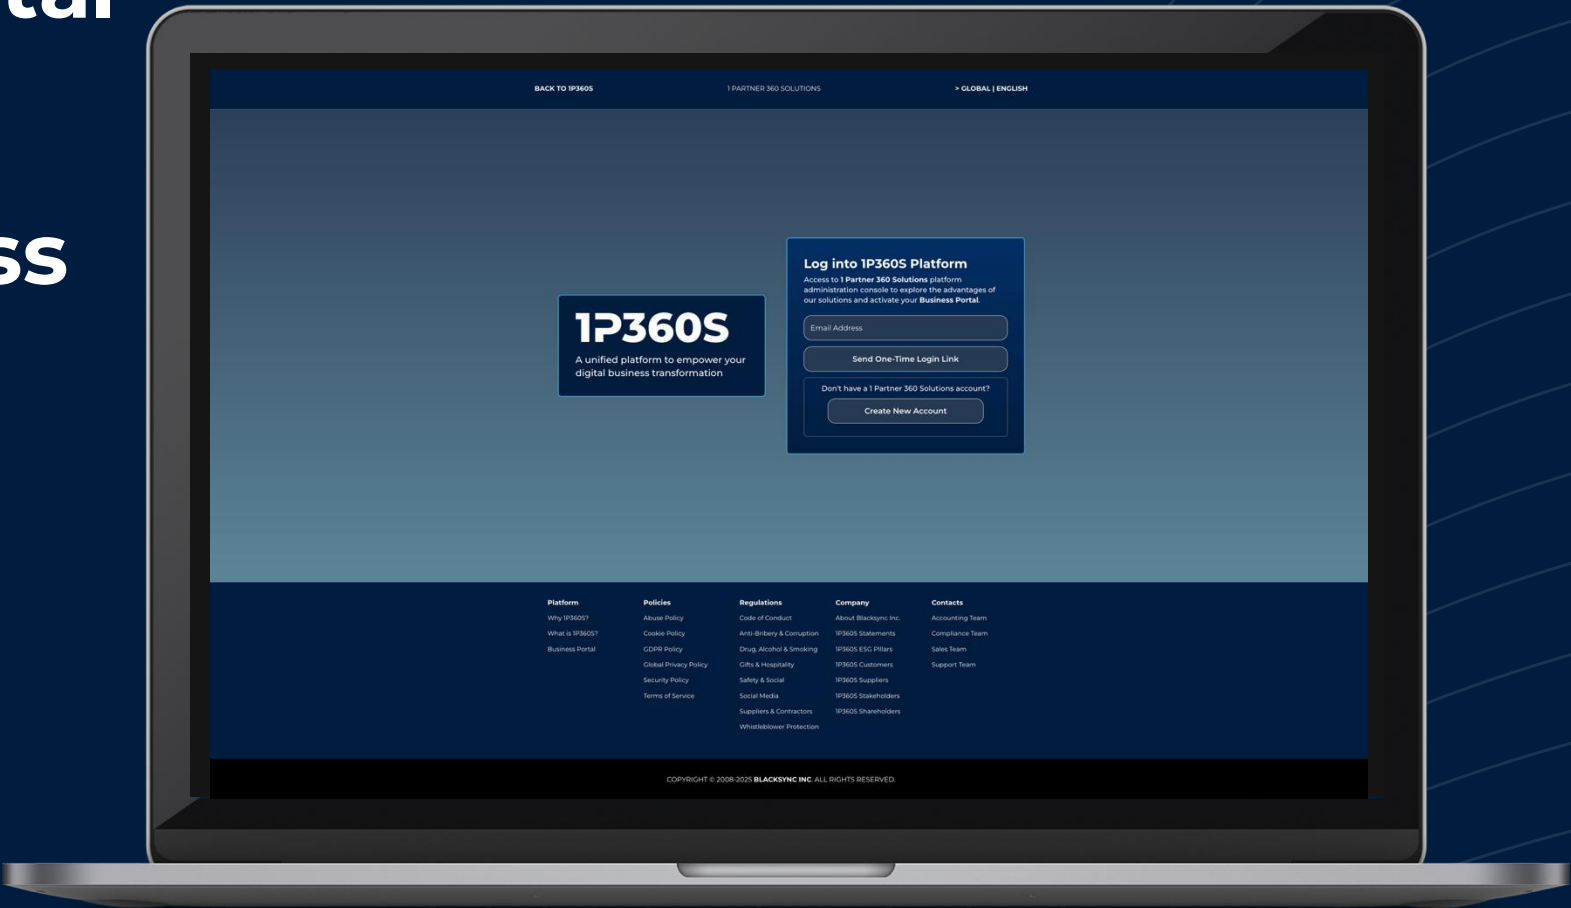 tal
ss
BACK TO 1P360S
1 PARTNER 360 SOLUTIONS
> GLOBAL | ENGLISH
1P360S
A unified platform to empower your
digital business transformation
Log into 1P360S Platform
Access to 1 Partner 360 Solutions platform
administration console to explore the advantages of
our solutions and activate your Business Portal.
Email Address
Send One-Time Login Link
Don't have a 1 Partner 360 Solutions account?
Create New Account
Platform
Why 1P360S?
What is 1P360S?
Business Portal
Policies
Abuse Policy
Cookie Policy
GDPR Policy
Global Privacy Policy
Security Policy
Terms of Service
Regulations
Code of Conduct
Anti-Bribery & Corruption
Drug, Alcohol & Smoking
Gifts & Hospitality
Safety & Social
Social Media
Suppliers & Contractors
Whistleblower Protection
Company
About Blacksync Inc.
1P360S Statements
1P360S ESG Pillars
1P360S Customers
1P360S Suppliers
1P360S Stakeholders
1P360S Shareholders
Contacts
Accounting Team
Compliance Team
Sales Team
Support Team
COPYRIGHT © 2008-2025 BLACKSYNC INC. ALL RIGHTS RESERVED.